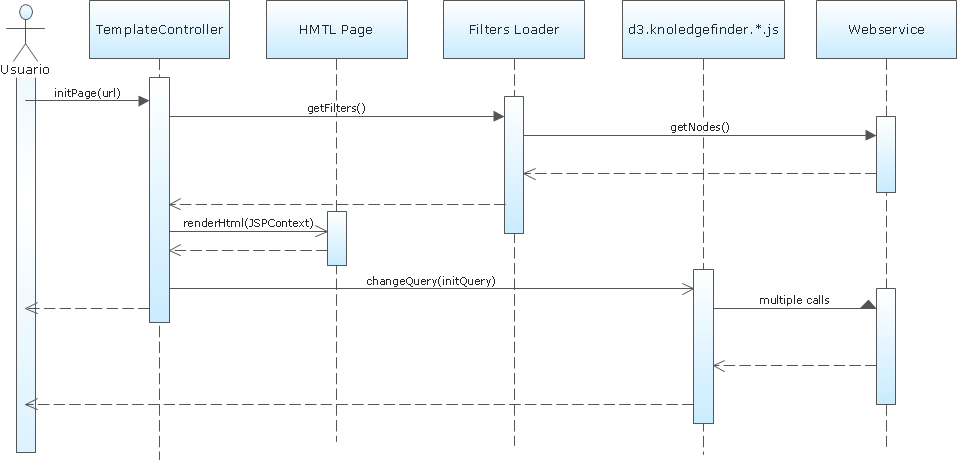 TemplateController
HMTL Page
Filters Loader
d3.knoledgefinder.*.js
Webservice
Usuario
initPage(url)
getFilters()
getNodes()
renderHtml(JSPContext)
changeQuery(initQuery)
multiple calls